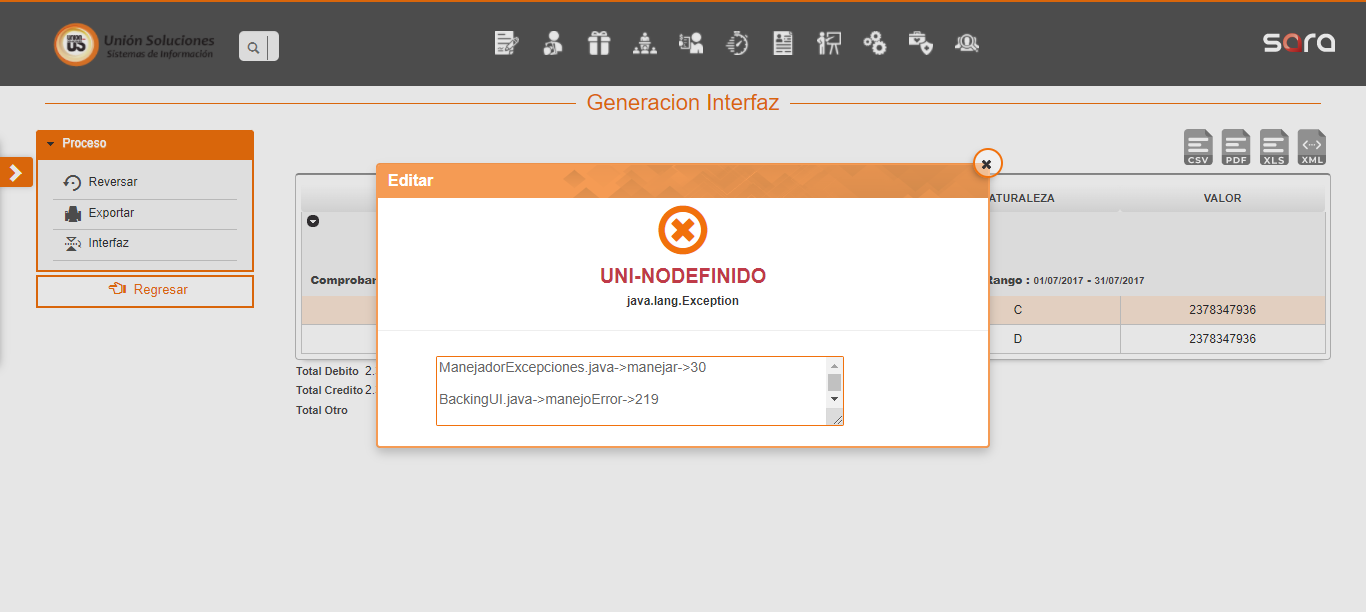 Unión Soluciones
Sistemas de Información
sara
Generacion Interfaz
Proceso
Reversar
Exportar
Interfaz
Regresar
CSV PDF XLS XML
Editar
UNI-NODEFINIDO
java.lang.Exception
ManejadorExcepciones.java->manejar->30
BackingUI.java->manejoError->219
ATURALEZA VALOR
Comprobar Rango : 01/07/2017 - 31/07/2017
C 2378347936
D 2378347936
Total Debito 2.
Total Credito 2.
Total Otro